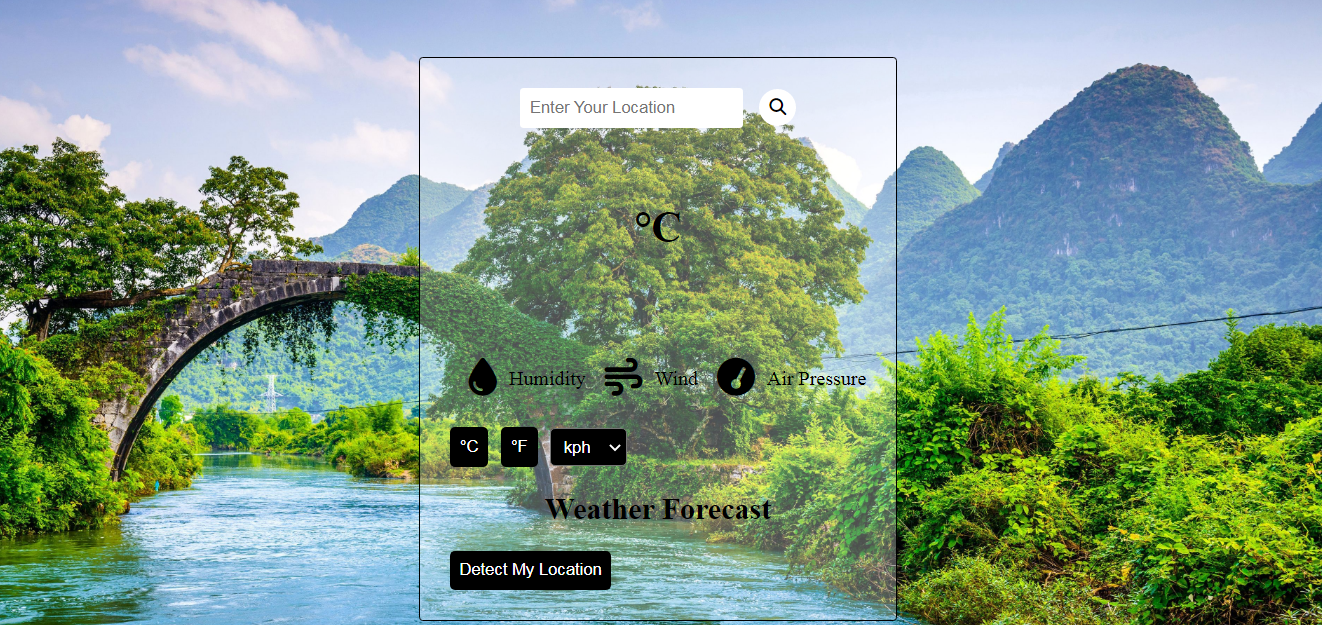 Enter Your Location
°C
Humidity Wind Air Pressure
°C °F kph
Weather Forecast
Detect My Location